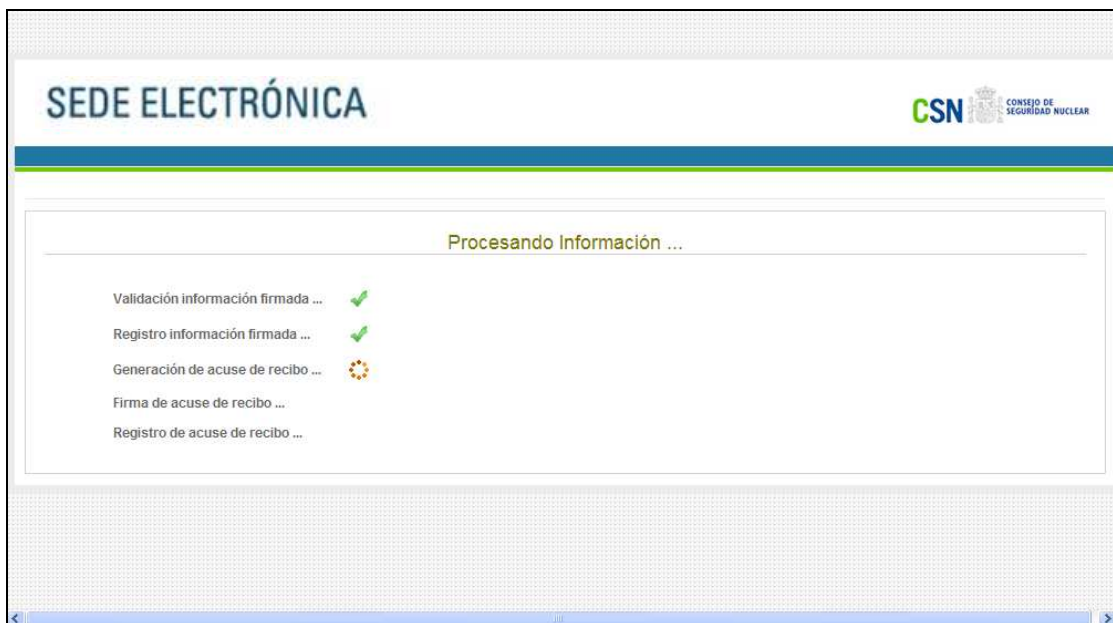 SEDE ELECTRÓNICA
CSN
CONSEJO DE
SEGURIDAD NUCLEAR
Procesando Información ...
Validación información firmada ...
Registro información firmada ...
Generación de acuse de recibo ...
Firma de acuse de recibo ...
Registro de acuse de recibo ...